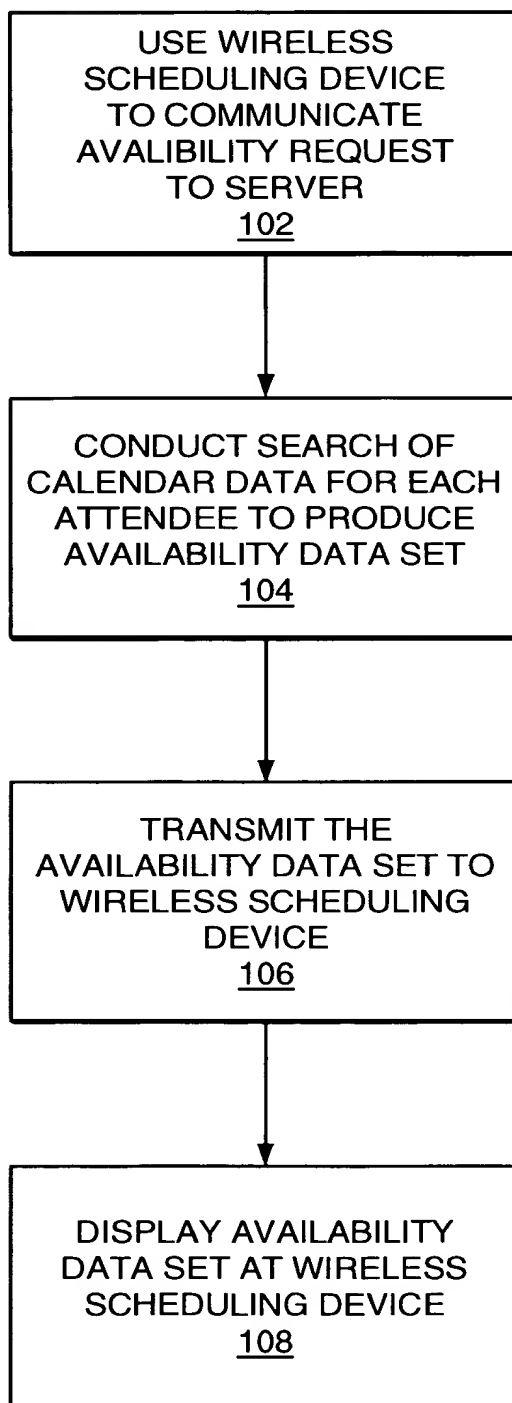 USE WIRELESS
SCHEDULING DEVICE
TO COMMUNICATE
AVALIBILITY REQUEST
TO SERVER
102
CONDUCT SEARCH OF
CALENDAR DATA FOR EACH
ATTENDEE TO PRODUCE
AVAILABILITY DATA SET
104
TRANSMIT THE
AVAILABILITY DATA SET TO
WIRELESS SCHEDULING
DEVICE
106
DISPLAY AVAILABILITY
DATA SET AT WIRELESS
SCHEDULING DEVICE
108